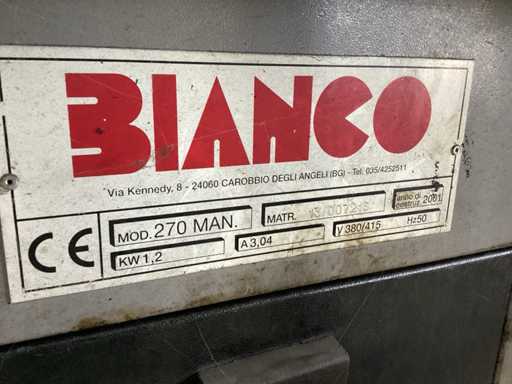 BIANCO
Via Kennedy, 8 - 24060 CAROBBIO DEGLI ANGELI (BG) - Tel. 035/4252511
CE
MOD. 270 MAN.
MATR.
anno di costruz. 2001
KW 1,2
A 3,04
V 380/415
Hz 50